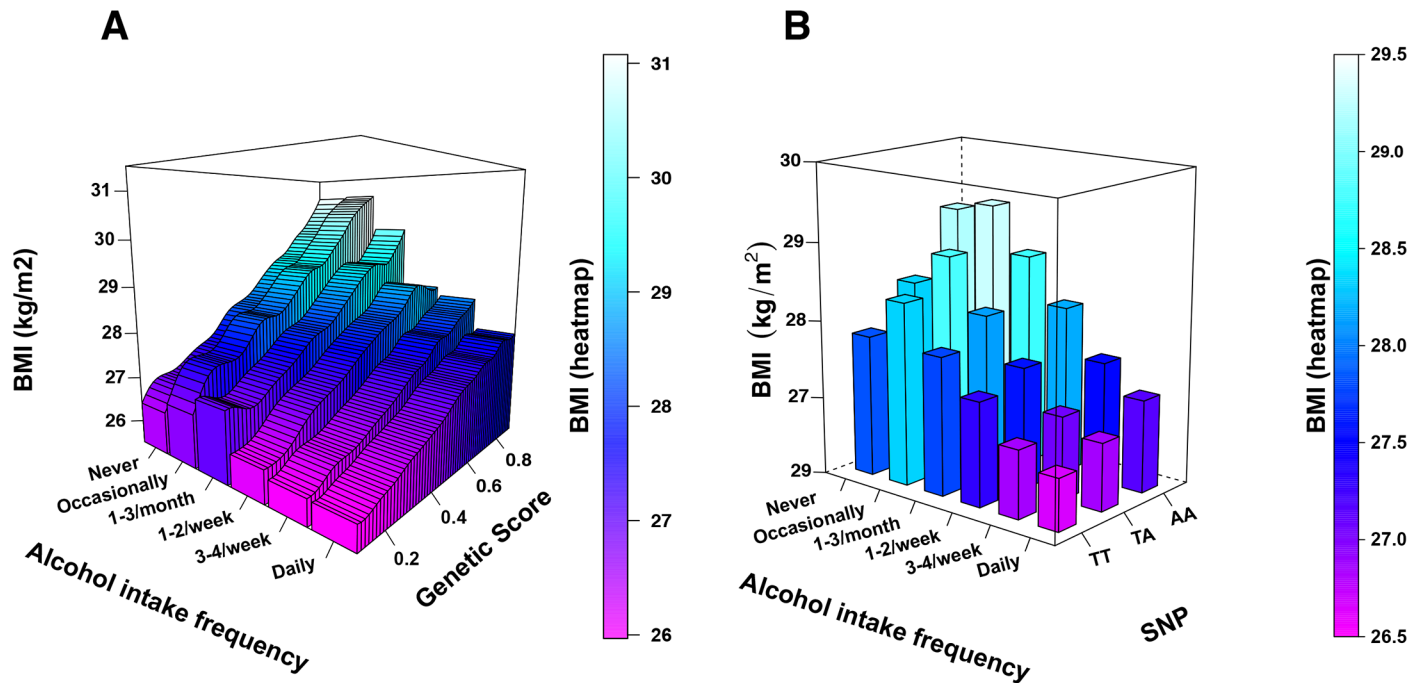 A
BMI (kg/m2)
31
30
29
28
27
26
Never
Occasionally
1-3/month
1-2/week
3-4/week
Daily
Alcohol intake frequency
0.2
0.4
0.6
0.8
Genetic Score
BMI (heatmap)
31
30
29
28
27
26
B
BMI (kg/m²)
30
29
28
27
29
Never
Occasionally
1-3/month
1-2/week
3-4/week
Daily
Alcohol intake frequency
TT
TA
AA
SNP
BMI (heatmap)
29.5
29.0
28.5
28.0
27.5
27.0
26.5